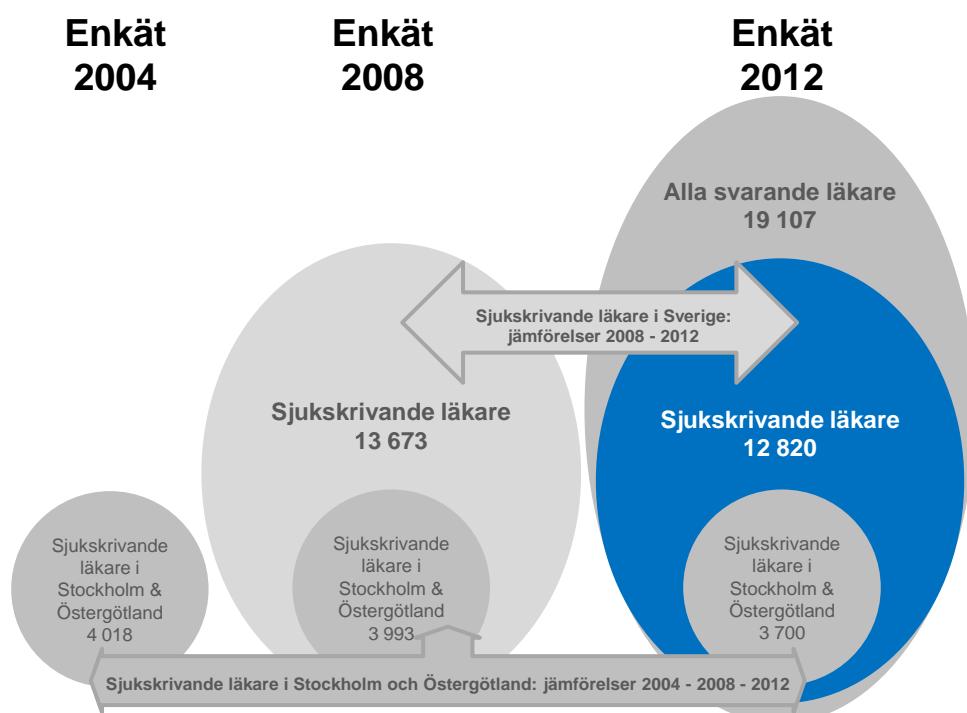 Enkät
2004
Enkät
2008
Enkät
2012
Alla svarande läkare
19 107
Sjukskrivande läkare i Sverige:
jämförelser 2008 - 2012
Sjukskrivande läkare
13 673
Sjukskrivande läkare
12 820
Sjukskrivande
läkare i
Stockholm &
Östergötland
4 018
Sjukskrivande
läkare i
Stockholm &
Östergötland
3 993
Sjukskrivande
läkare i
Stockholm &
Östergötland
3 700
Sjukskrivande läkare i Stockholm och Östergötland: jämförelser 2004 - 2008 - 2012